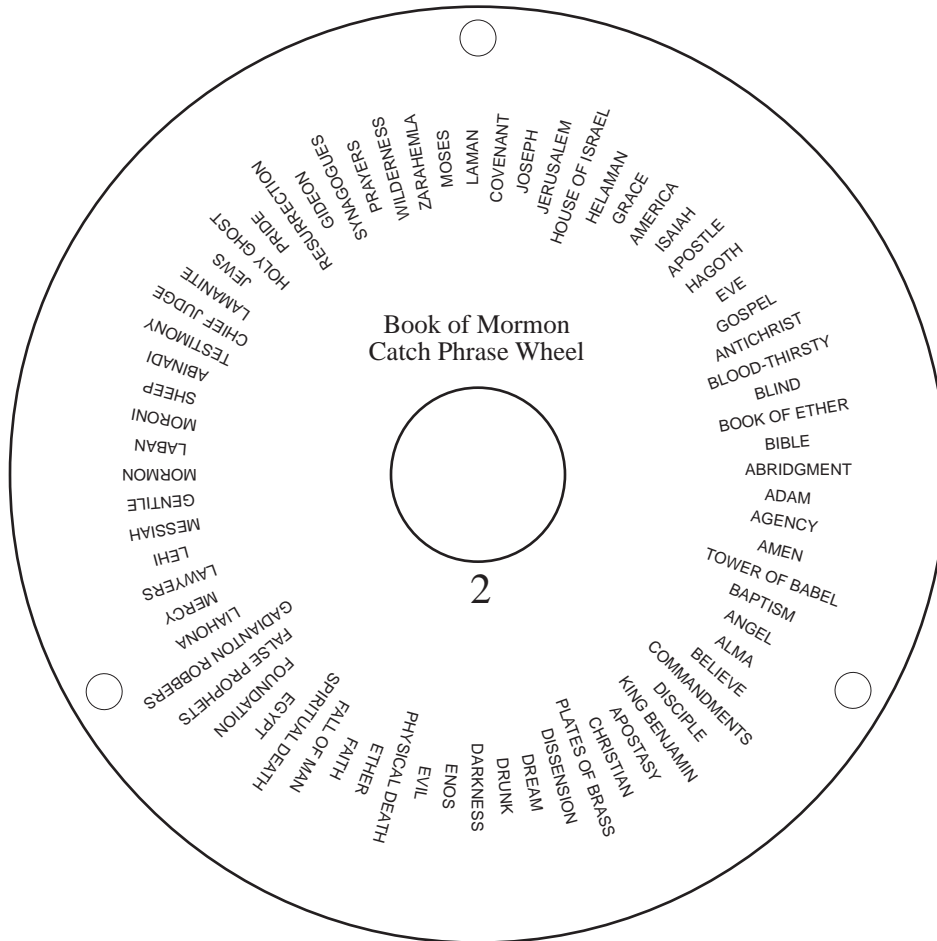 Book of Mormon
Catch Phrase Wheel
2
LAMAN
COVENANT
JOSEPH
JERUSALEM
HOUSE OF ISRAEL
HELAMAN
GRACE
AMERICA
ISAIAH
APOSTLE
HAGOTH
EVE
GOSPEL
ANTICHRIST
BLOOD-THIRSTY
BLIND
BOOK OF ETHER
BIBLE
ABRIDGMENT
ADAM
AGENCY
AMEN
TOWER OF BABEL
BAPTISM
ANGEL
ALMA
BELIEVE
COMMANDMENTS
DISCIPLE
KING BENJAMIN
APOSTASY
CHRISTIAN
PLATES OF BRASS
DISSENSION
DREAM
DRUNK
DARKNESS
ENOS
EVIL
PHYSICAL DEATH
ETHER
FAITH
FALL OF MAN
SPIRITUAL DEATH
EGYPT
FOUNDATION
FALSE PROPHETS
GADIANTON ROBBERS
LIAHONA
MERCY
LAWYERS
LEHI
MESSIAH
GENTILE
MORMON
LABAN
MORONI
SHEEP
ABINADI
TESTIMONY
CHIEF JUDGE
LAMANITE
JEWS
HOLY GHOST
PRIDE
RESURRECTION
GIDEON
SYNAGOGUES
PRAYERS
WILDERNESS
ZARAHEMLA
MOSES